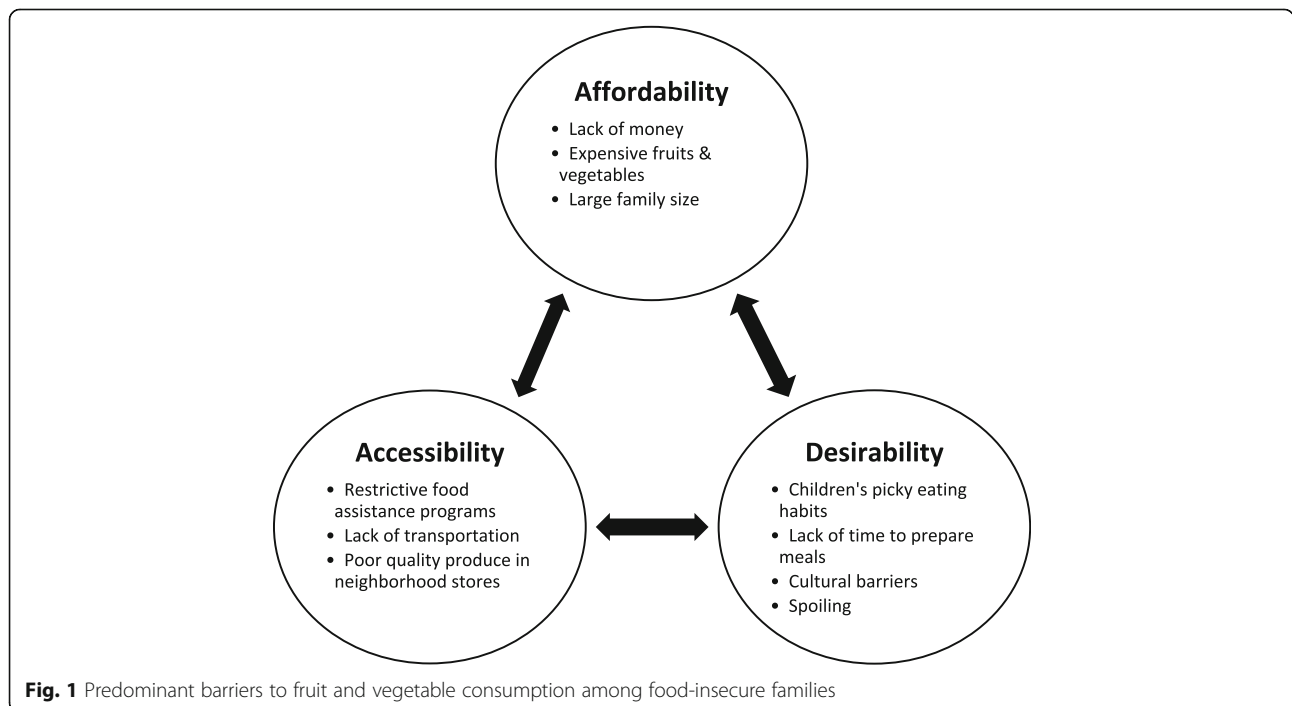 Affordability
• Lack of money
• Expensive fruits &
vegetables
• Large family size
Accessibility
• Restrictive food
assistance programs
• Lack of transportation
• Poor quality produce in
neighborhood stores
Desirability
• Children's picky eating
habits
• Lack of time to prepare
meals
• Cultural barriers
• Spoiling
Fig. 1 Predominant barriers to fruit and vegetable consumption among food-insecure families